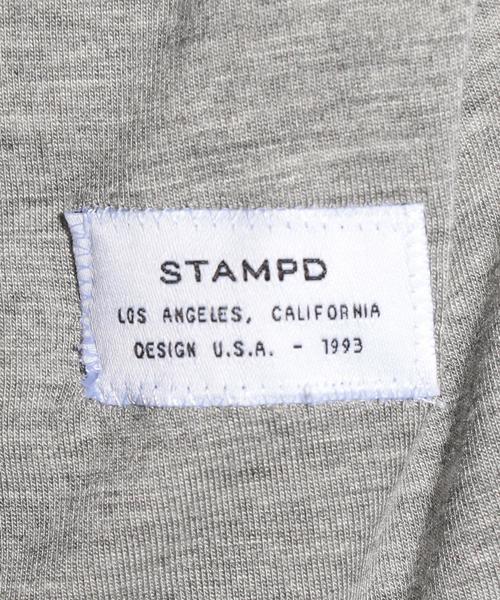 STAMPD
LOS ANGELES, CALIFORNIA
DESIGN U.S.A. - 1993